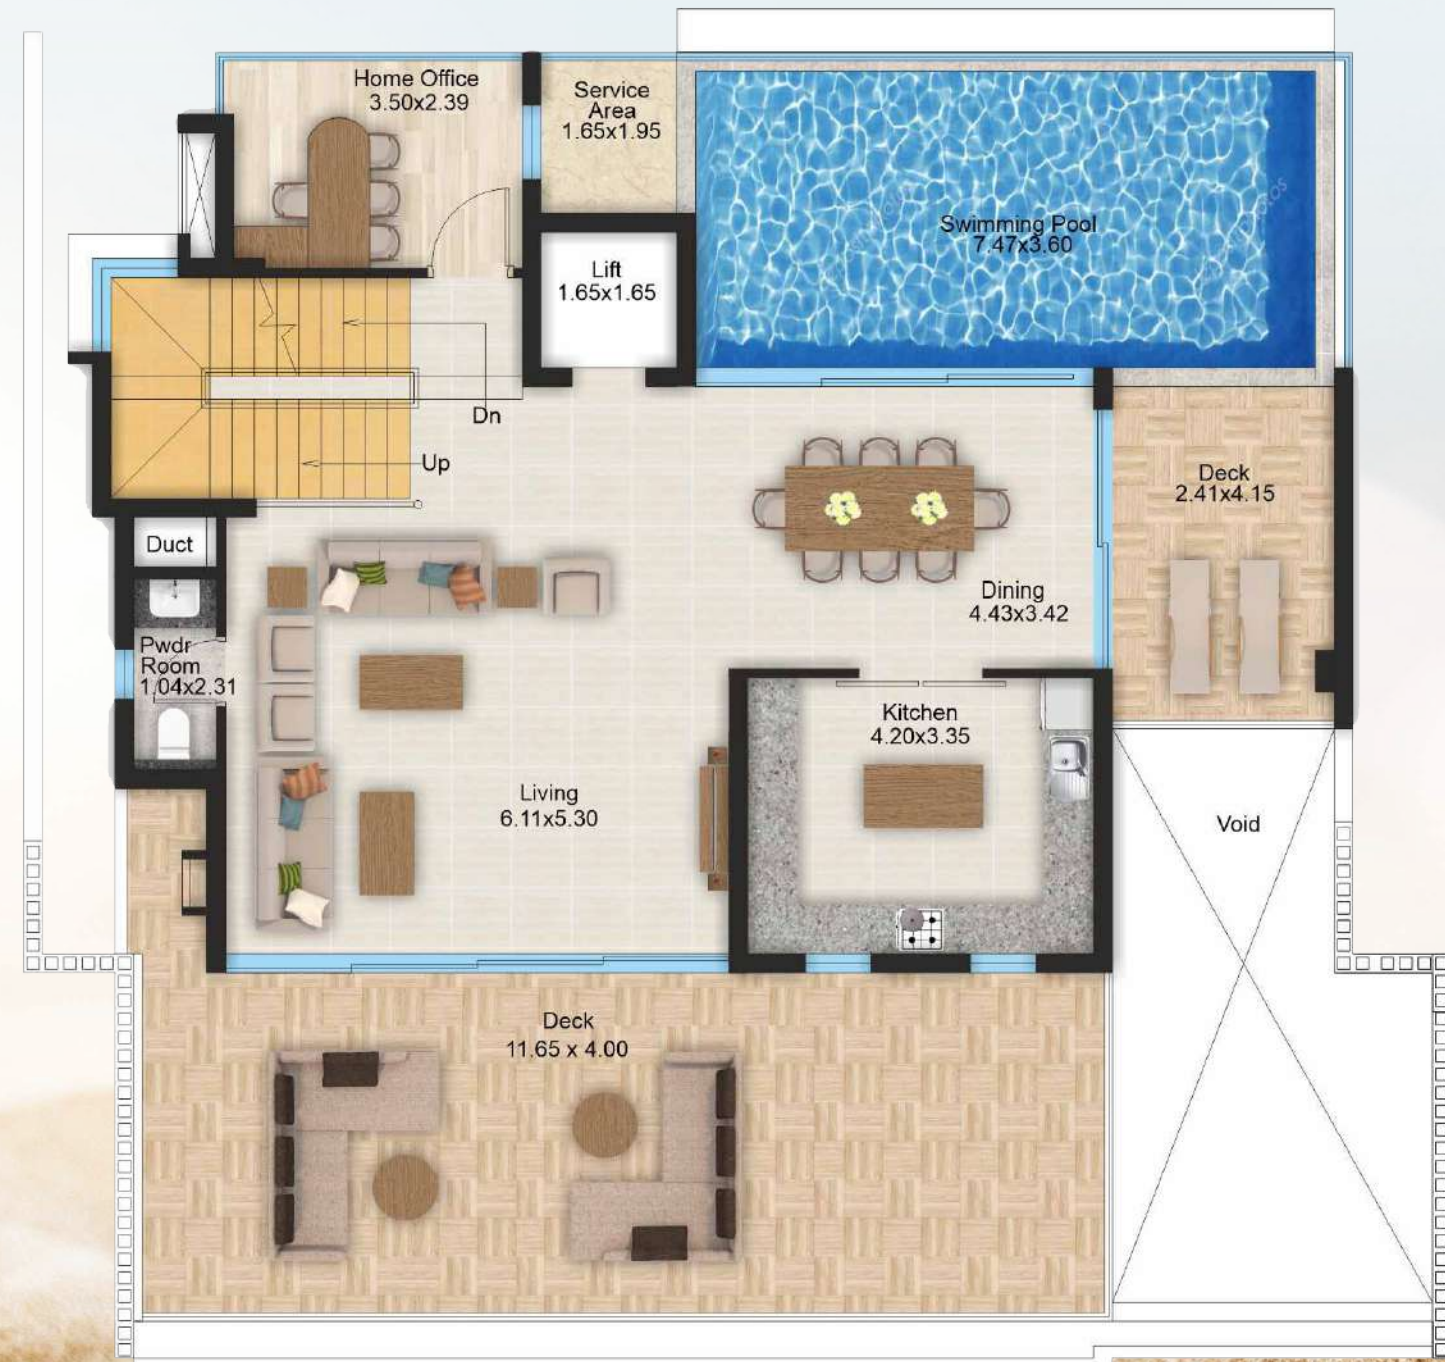 Home Office
3.50x2.39
Service
Area
1.65x1.95
Swimming Pool
7.47x3.60
Lift
1.65x1.65
Dn
Up
Deck
2.41x4.15
Duct
Dining
4.43x3.42
Pwdr
Room
1.04x2.31
Kitchen
4.20x3.35
Living
6.11x5.30
Void
Deck
11.65 x 4.00